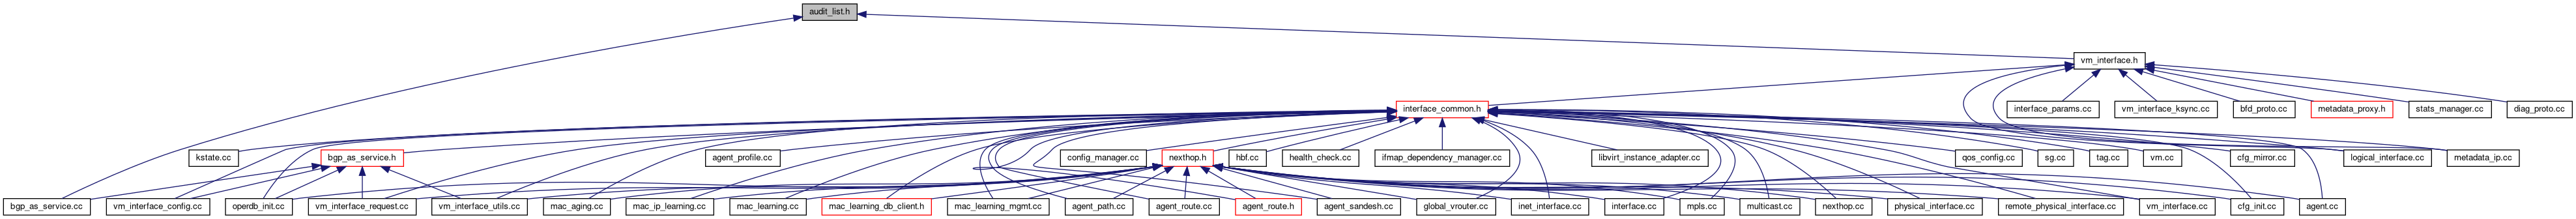 audit_list.h
vm_interface.h
interface_common.h
interface_params.cc
vm_interface_ksync.cc
bfd_proto.cc
metadata_proxy.h
stats_manager.cc
diag_proto.cc
kstate.cc
bgp_as_service.h
agent_profile.cc
config_manager.cc
nexthop.h
hbf.cc
health_check.cc
ifmap_dependency_manager.cc
libvirt_instance_adapter.cc
qos_config.cc
sg.cc
tag.cc
vm.cc
cfg_mirror.cc
logical_interface.cc
metadata_ip.cc
bgp_as_service.cc
vm_interface_config.cc
operdb_init.cc
vm_interface_request.cc
vm_interface_utils.cc
mac_aging.cc
mac_ip_learning.cc
mac_learning.cc
mac_learning_db_client.h
mac_learning_mgmt.cc
agent_path.cc
agent_route.cc
agent_route.h
agent_sandesh.cc
global_vrouter.cc
inet_interface.cc
interface.cc
mpls.cc
multicast.cc
nexthop.cc
physical_interface.cc
remote_physical_interface.cc
vm_interface.cc
cfg_init.cc
agent.cc